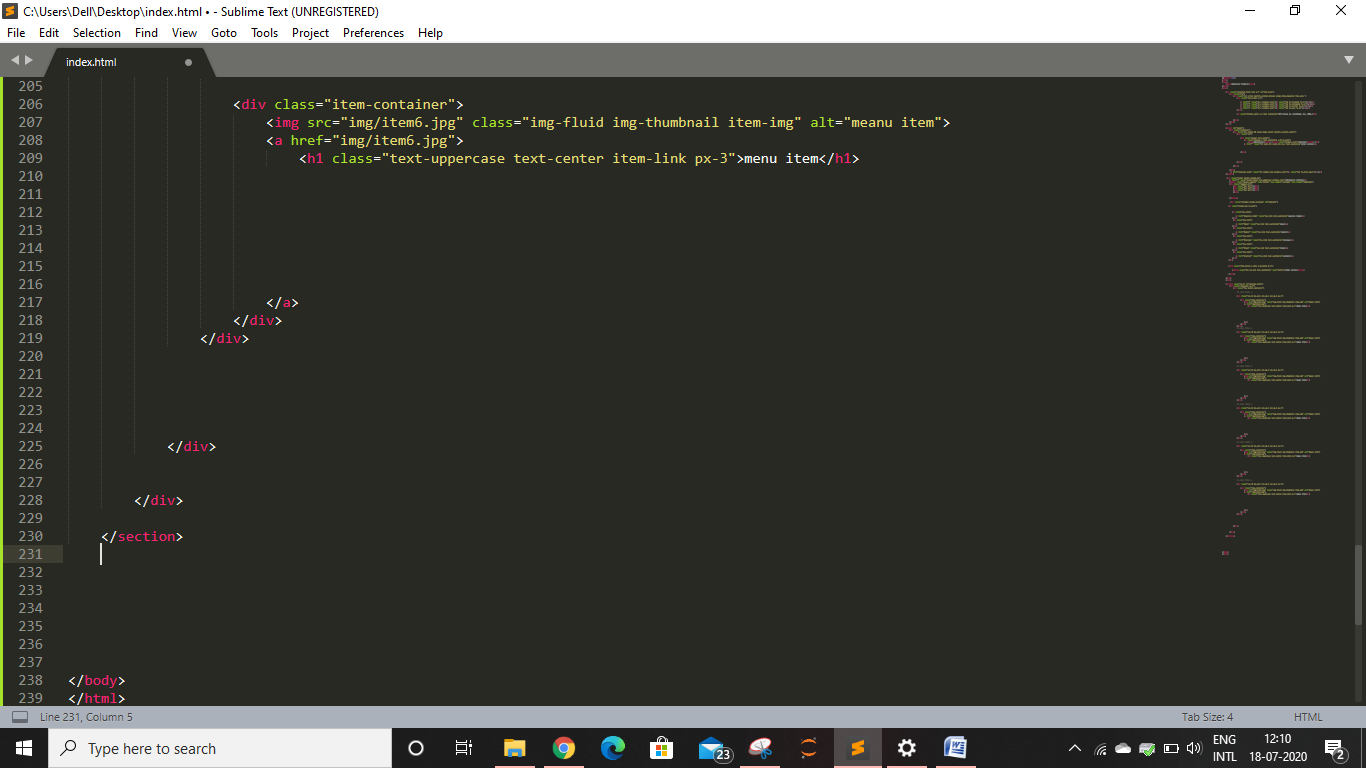 C:\Users\Dell\Desktop\index.html • - Sublime Text (UNREGISTERED)
File Edit Selection Find View Goto Tools Project Preferences Help
index.html
205
206 <div class="item-container">
207 <img src="img/item6.jpg" class="img-fluid img-thumbnail item-img" alt="meanu item">
208 <a href="img/item6.jpg">
209 <h1 class="text-uppercase text-center item-link px-3">menu item</h1>
210
211
212
213
214
215
216
217 </a>
218 </div>
219 </div>
220
221
222
223
224
225 </div>
226
227
228 </div>
229
230 </section>
231
232
233
234
235
236
237
238 </body>
239 </html>
Line 231, Column 5
Tab Size: 4
HTML
Type here to search
23
W
ENG
INTL
12:10
18-07-2020
2